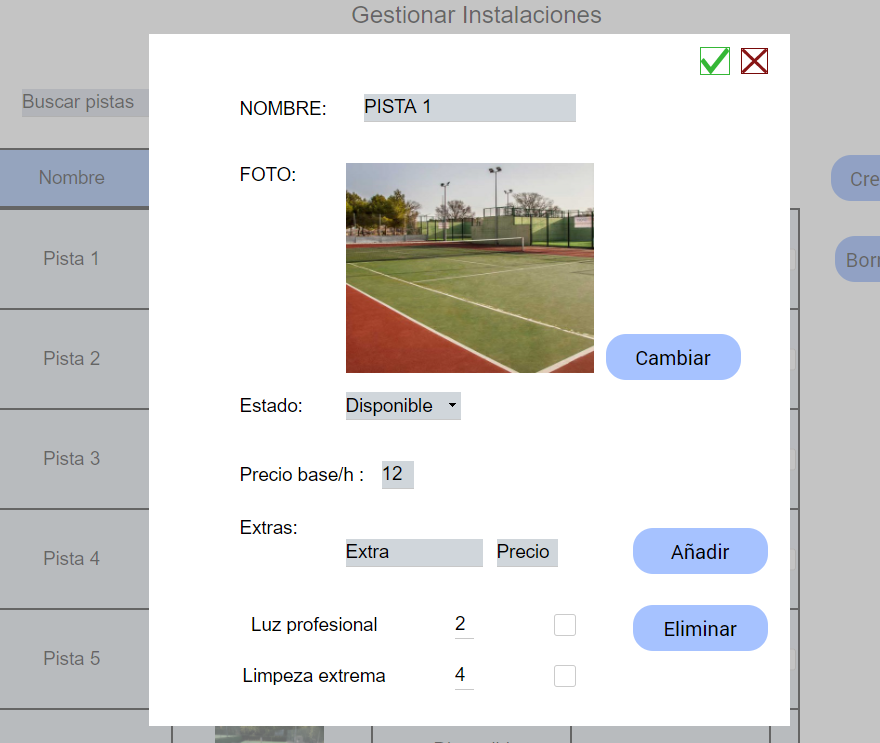 Gestionar Instalaciones
Buscar pistas
NOMBRE: PISTA 1
Nombre
FOTO:
Cre
Pista 1
Borr
Pista 2
Cambiar
Estado: Disponible
Pista 3
Precio base/h : 12
Extras:
Extra Precio Añadir
Pista 4
Luz profesional 2 Eliminar
Pista 5
Limpeza extrema 4